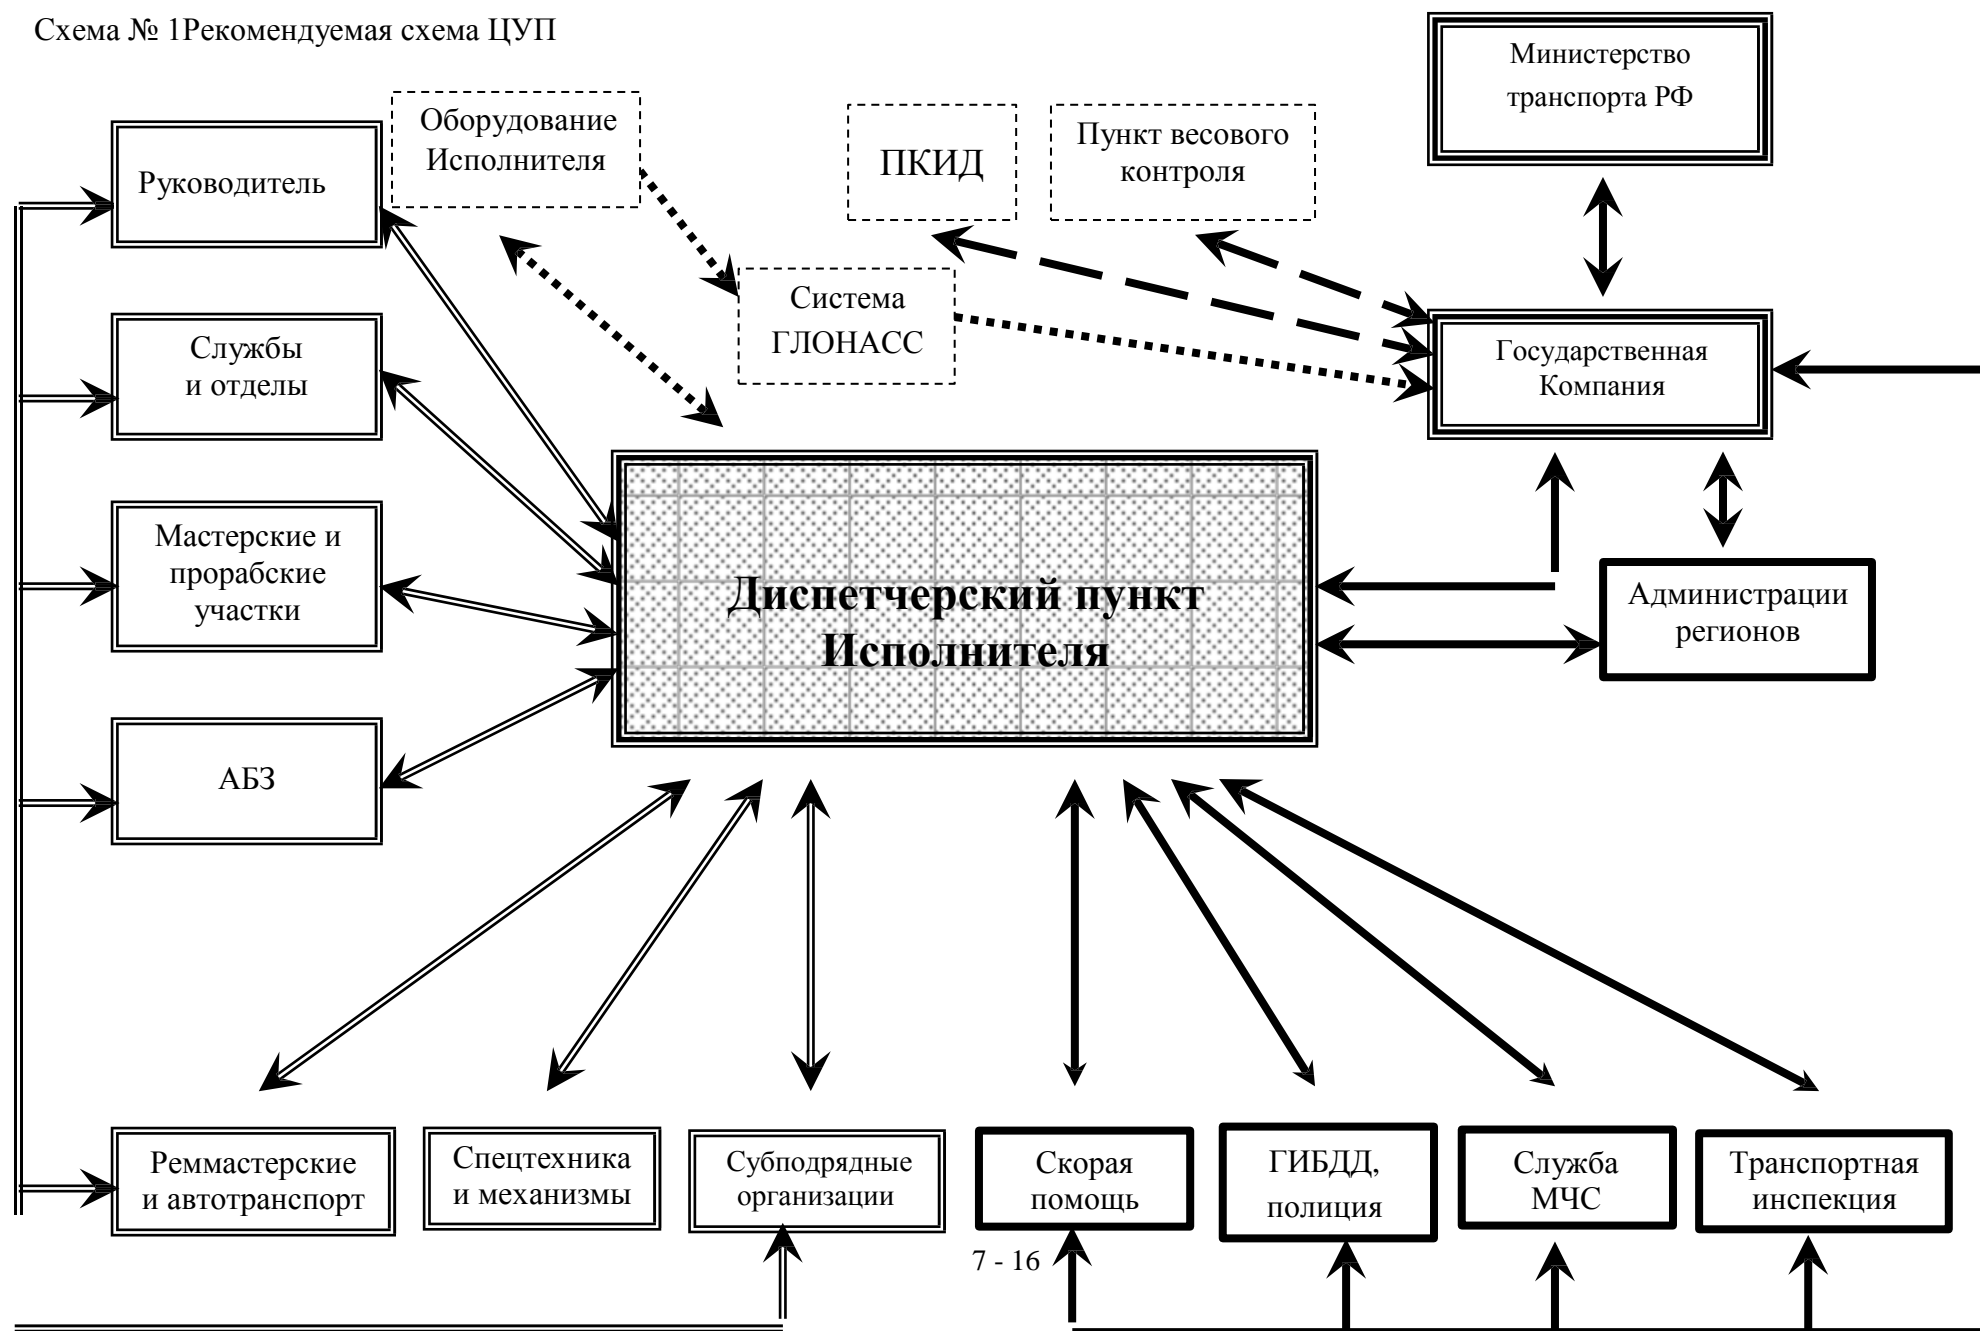 Схема № 1Рекомендуемая схема ЦУП
Министерство
транспорта РФ
Оборудование
Исполнителя
ПКИД
Пункт весового
контроля
Руководитель
Система
ГЛОНАСС
Службы
и отделы
Государственная
Компания
Мастерские и
прорабские
участки
Диспетчерский пункт
Исполнителя
Администрации
регионов
АБЗ
Реммастерские
и автотранспорт
Спецтехника
и механизмы
Субподрядные
организации
Скорая
помощь
ГИБДД,
полиция
Служба
МЧС
Транспортная
инспекция
7 - 16